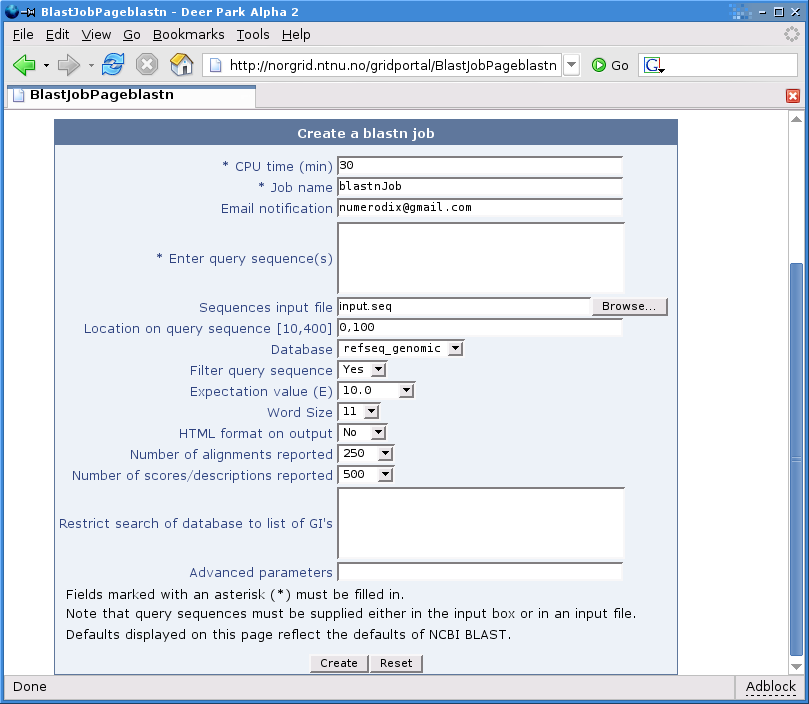 BlastJobPageblastn - Deer Park Alpha 2
File Edit View Go Bookmarks Tools Help
http://norgrid.ntnu.no/gridportal/BlastJobPageblastn Go G
BlastJobPageblastn
Create a blastn job
* CPU time (min) 30
* Job name blastnJob
Email notification numerodix@gmail.com
* Enter query sequence(s)
Sequences input file input.seq Browse...
Location on query sequence [10,400] 0,100
Database refseq_genomic
Filter query sequence Yes
Expectation value (E) 10.0
Word Size 11
HTML format on output No
Number of alignments reported 250
Number of scores/descriptions reported 500
Restrict search of database to list of GI's
Advanced parameters
Fields marked with an asterisk (*) must be filled in.
Note that query sequences must be supplied either in the input box or in an input file.
Defaults displayed on this page reflect the defaults of NCBI BLAST.
Create Reset
Done Adblock